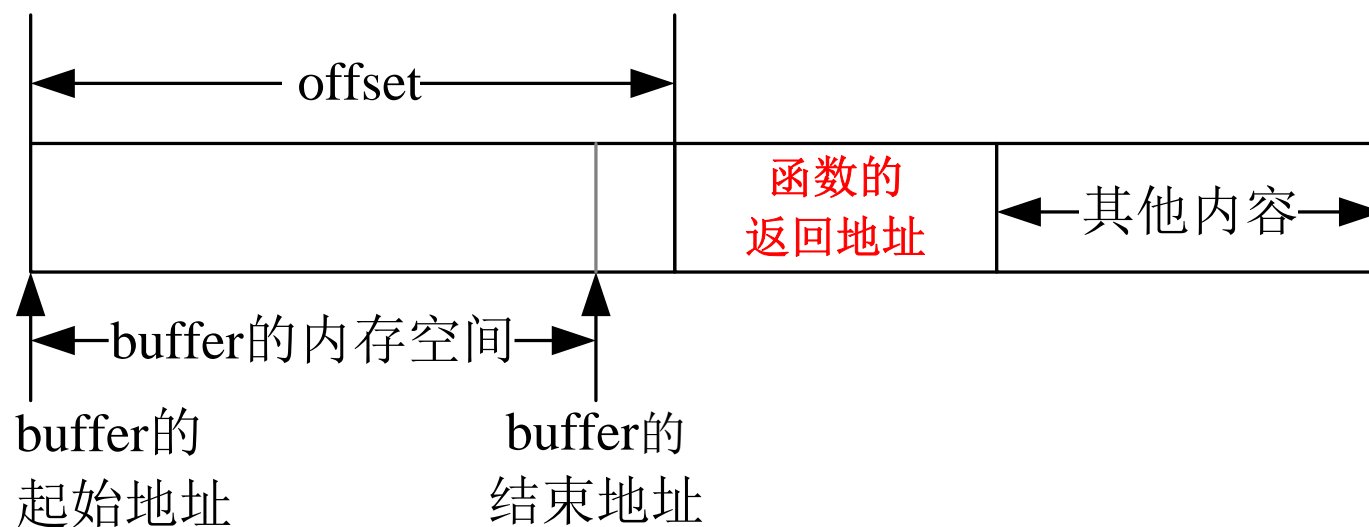 offset
函数的
返回地址
其他内容
buffer的内存空间
buffer的
起始地址
buffer的
结束地址